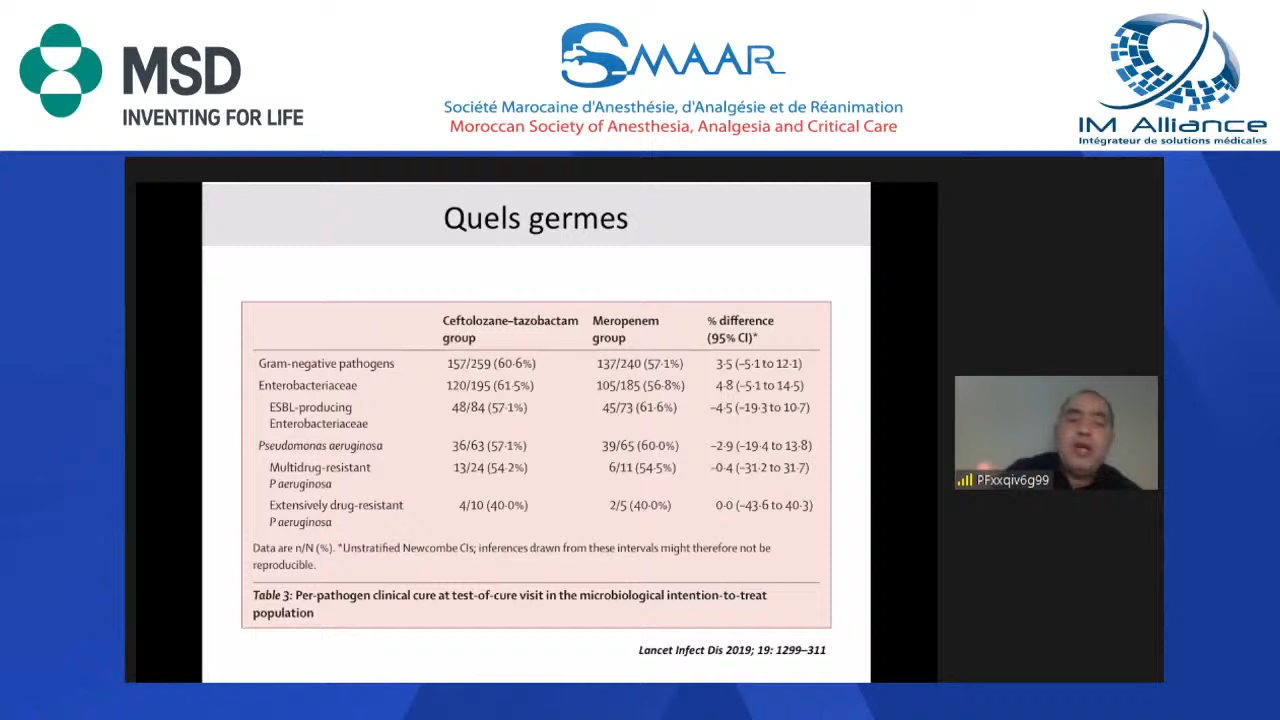 MSD
INVENTING FOR LIFE
SMAAR
Société Marocaine d'Anesthésie, d'Analgésie et de Réanimation
Moroccan Society of Anesthesia, Analgesia and Critical Care
IM Alliance
Intégrateur de solutions médicales
Quels germes
Ceftolozane–tazobactam group Meropenem group % difference (95% CI)*
Gram-negative pathogens 157/259 (60·6%) 137/240 (57·1%) 3·5 (–5·1 to 12·1)
Enterobacteriaceae 120/195 (61·5%) 105/185 (56·8%) 4·8 (–5·1 to 14·5)
ESBL-producing Enterobacteriaceae 48/84 (57·1%) 45/73 (61·6%) –4·5 (–19·3 to 10·7)
Pseudomonas aeruginosa 36/63 (57·1%) 39/65 (60·0%) –2·9 (–19·4 to 13·8)
Multidrug-resistant P aeruginosa 13/24 (54·2%) 6/11 (54·5%) –0·4 (–31·2 to 31·7)
Extensively drug-resistant P aeruginosa 4/10 (40·0%) 2/5 (40·0%) 0·0 (–43·6 to 40·3)
Data are n/N (%). *Unstratified Newcombe CIs; inferences drawn from these intervals might therefore not be
reproducible.
Table 3: Per-pathogen clinical cure at test-of-cure visit in the microbiological intention-to-treat
population
Lancet Infect Dis 2019; 19: 1299–311
PFxxqiv6g99